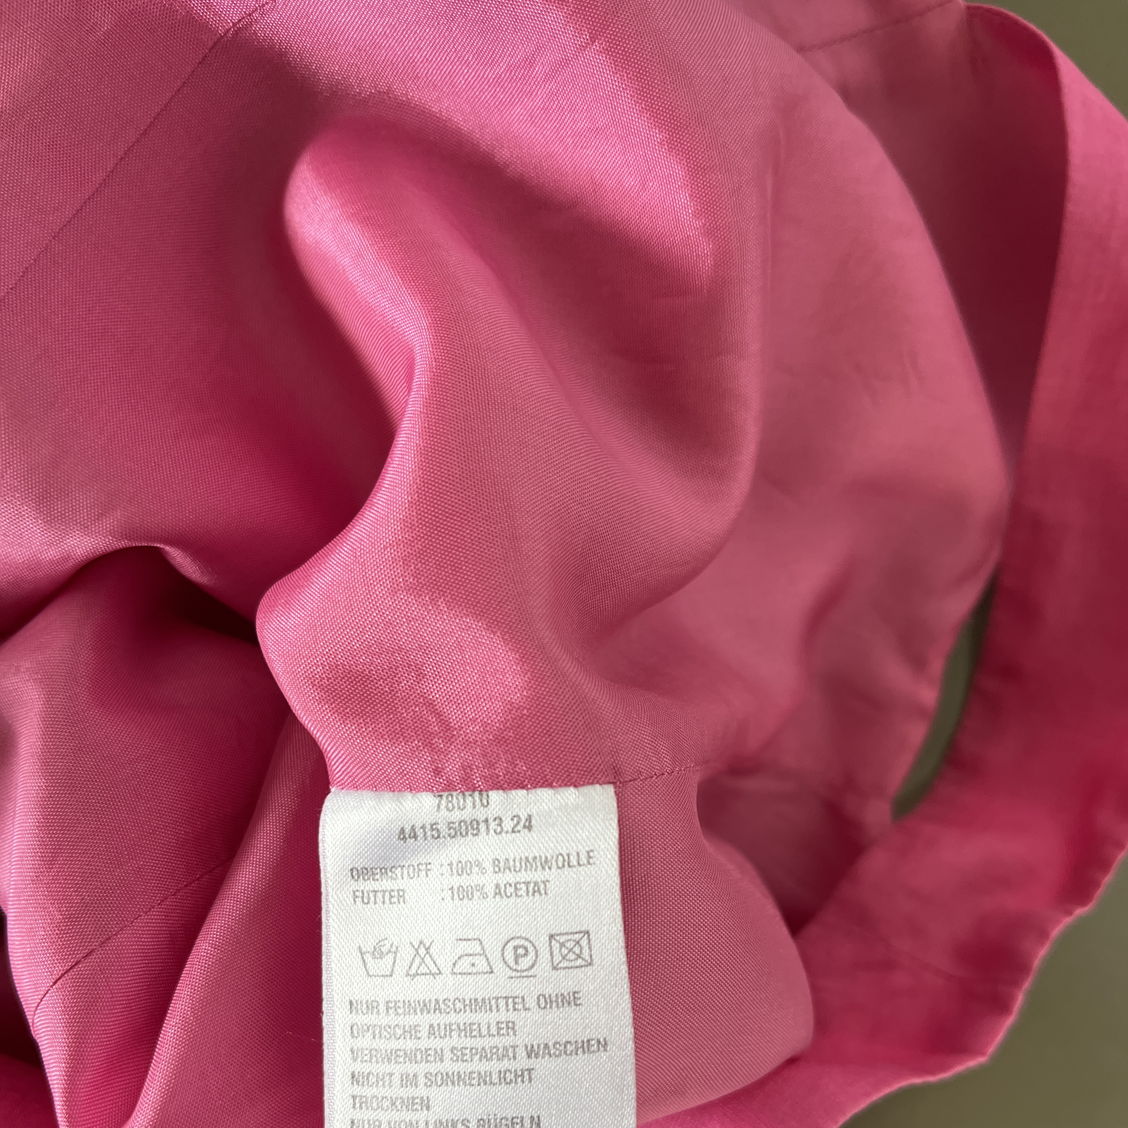 78010
4415.50913.24
OBERSTOFF : 100% BAUMWOLLE
FUTTER : 100% ACETAT
P
NUR FEINWASCHMITTEL OHNE
OPTISCHE AUFHELLER
VERWENDEN SEPARAT WASCHEN
NICHT IM SONNENLICHT
TROCKNEN
NUR VON LINKS BÜGELN